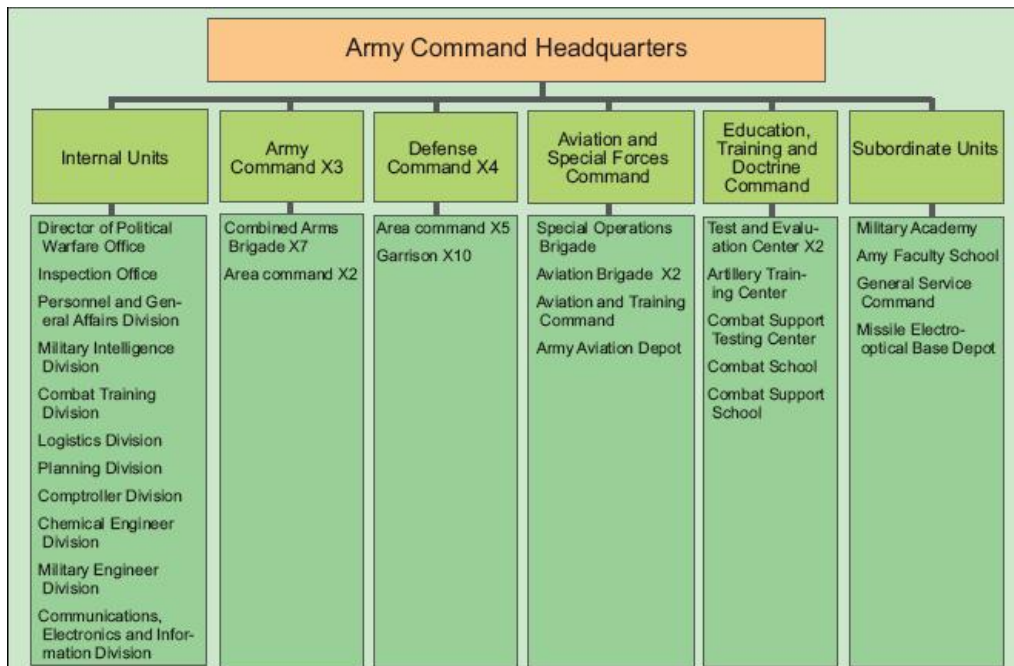 Army Command Headquarters
Internal Units
Director of Political
Warfare Office
Inspection Office
Personnel and Gen-
eral Affairs Division
Military Intelligence
Division
Combat Training
Division
Logistics Division
Planning Division
Comptroller Division
Chemical Engineer
Division
Military Engineer
Division
Communications,
Electronics and Infor-
mation Division
Army
Command X3
Combined Arms
Brigade X7
Area command X2
Defense
Command X4
Area command X5
Garrison X10
Aviation and
Special Forces
Command
Special Operations
Brigade
Aviation Brigade X2
Aviation and Training
Command
Army Aviation Depot
Education,
Training and
Doctrine
Command
Test and Evalu-
ation Center X2
Artillery Train-
ing Center
Combat Support
Testing Center
Combat School
Combat Support
School
Subordinate Units
Military Academy
Amy Faculty School
General Service
Command
Missile Electro-
optical Base Depot